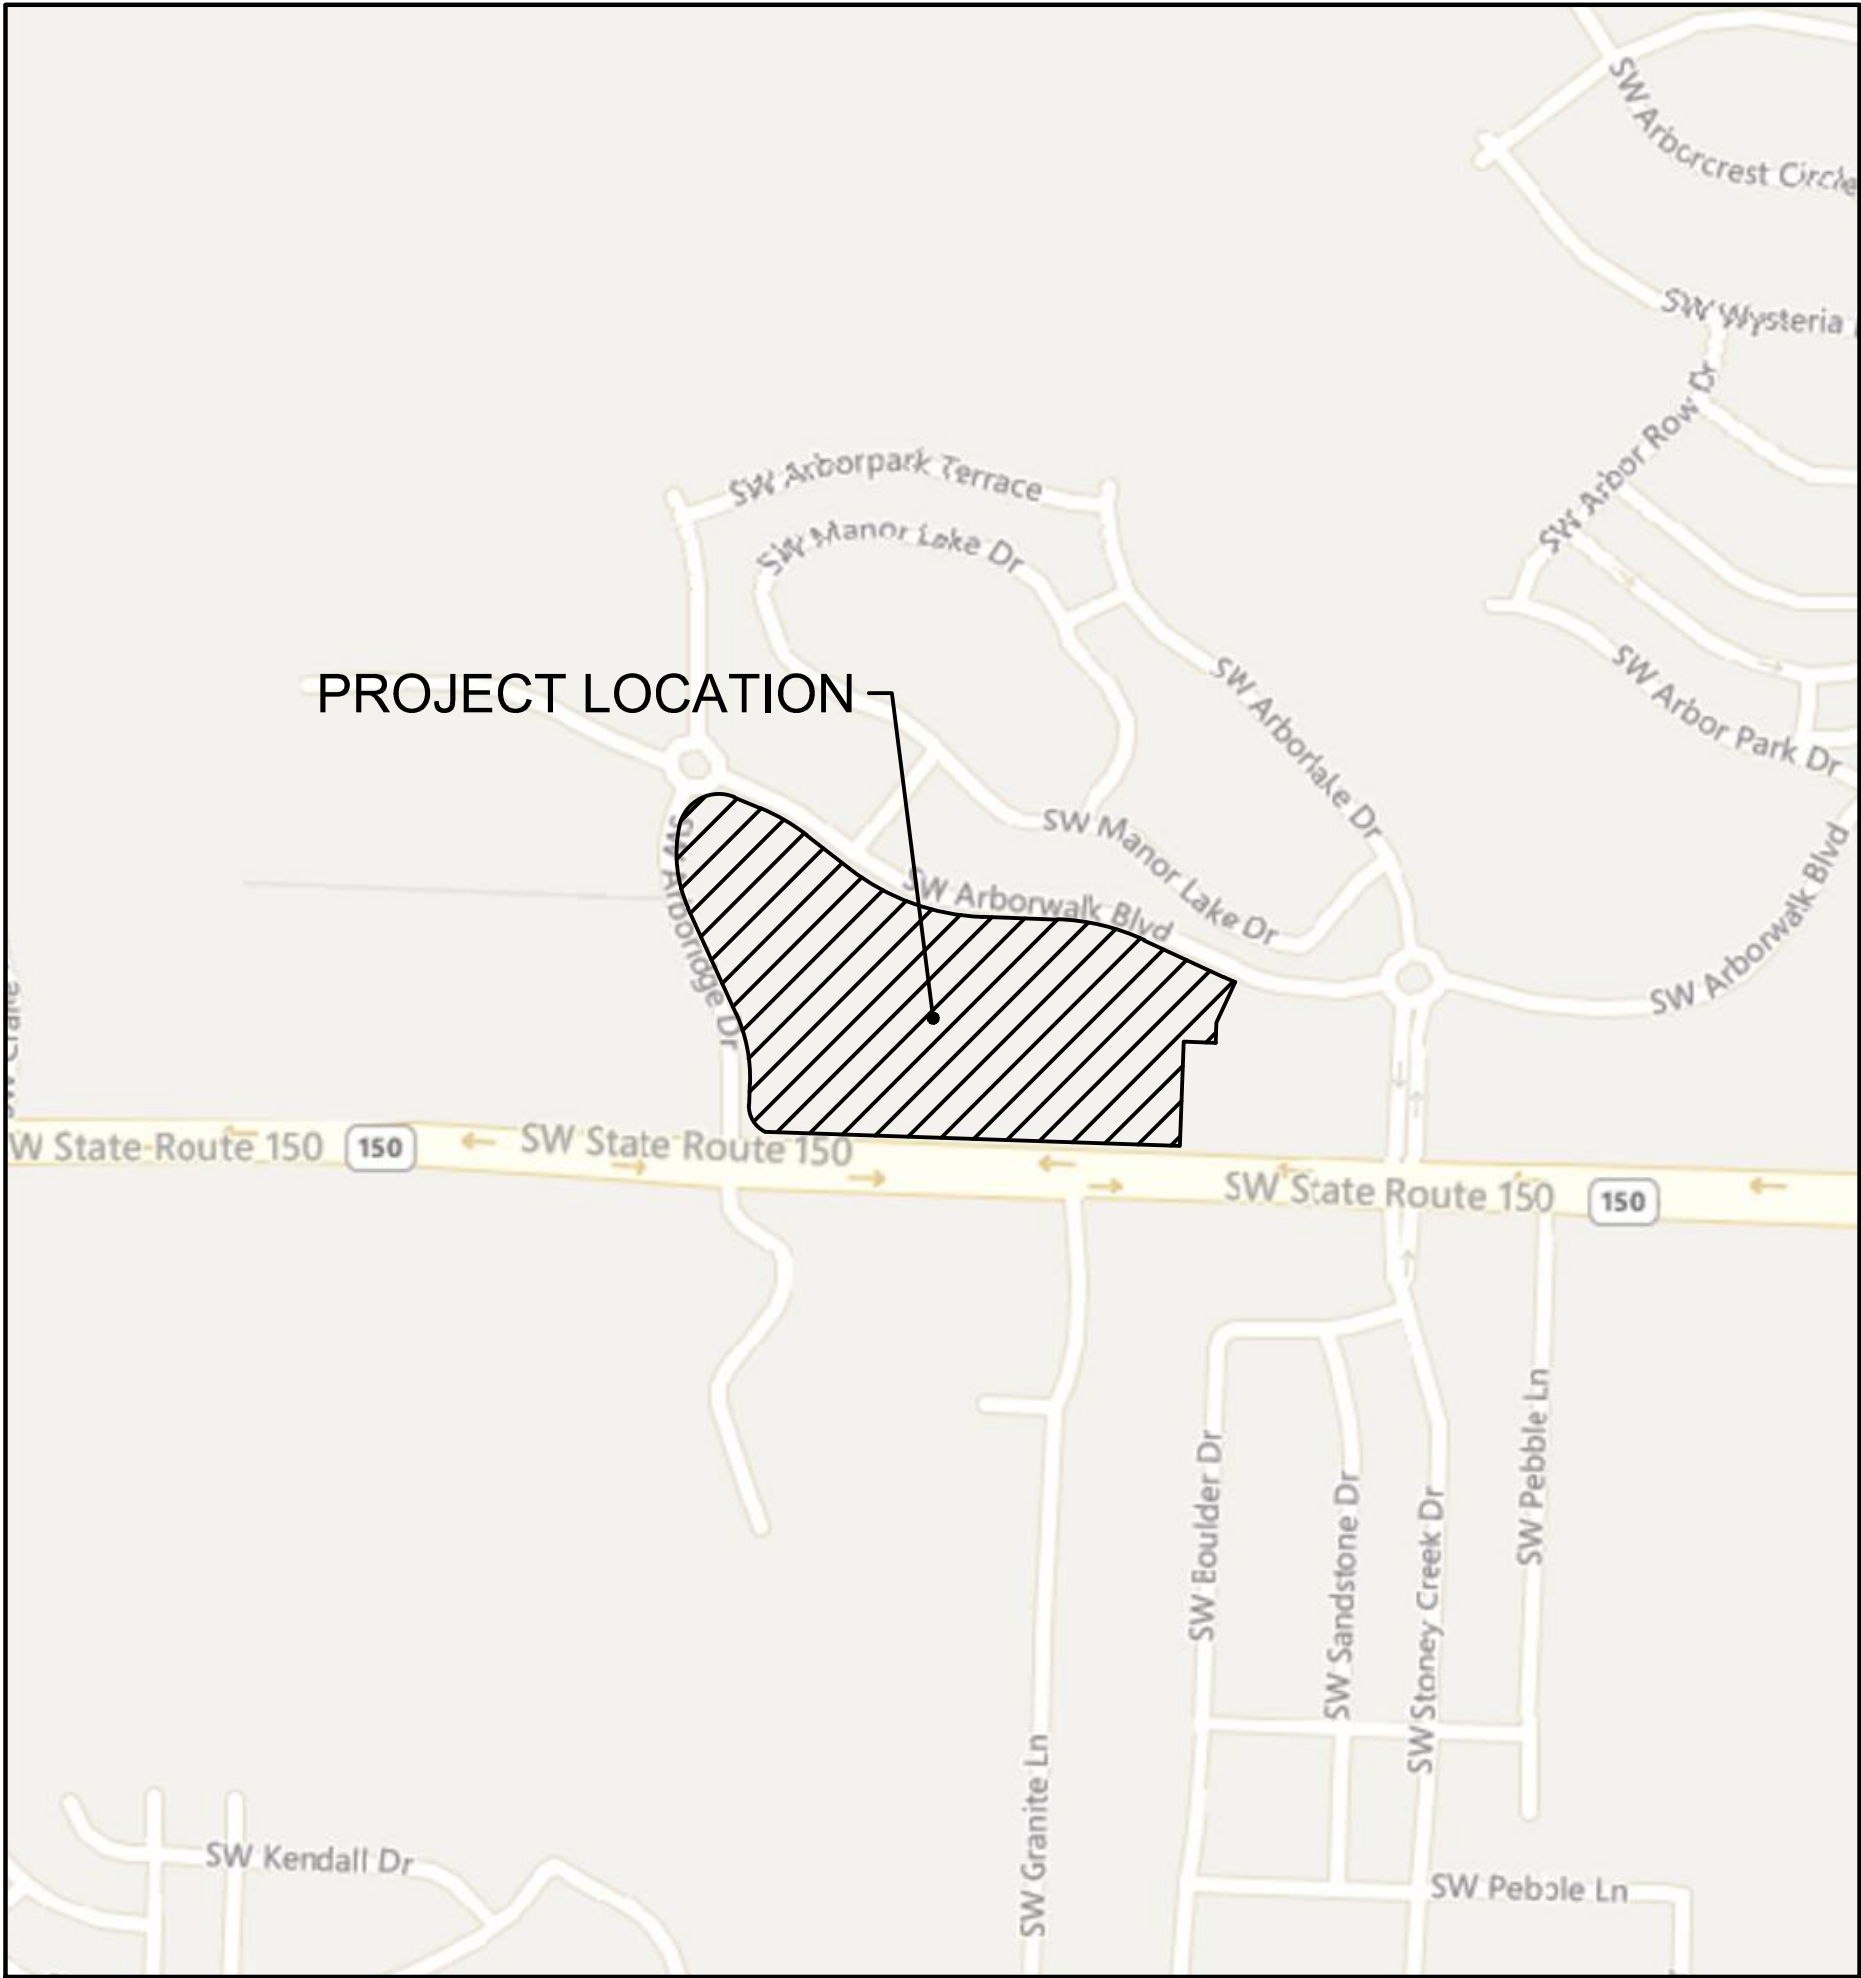 SW Arborcrest Circle
SW Wysteria
SW Arbor Row Dr
SW Arborpark Terrace
SW Manor Lake Dr
SW Arbor Park Dr
SW Arborlake Dr
PROJECT LOCATION
SW Manor Lake Dr
SW Arborwalk Blvd
SW Arborwalk Blvd
SW Arboridge Dr
W State Route 150
150
SW State Route 150
SW State Route 150
150
SW Boulder Dr
SW Sandstone Dr
SW Stoney Creek Dr
SW Pebble Ln
SW Granite Ln
SW Kendall Dr
SW Pebble Ln